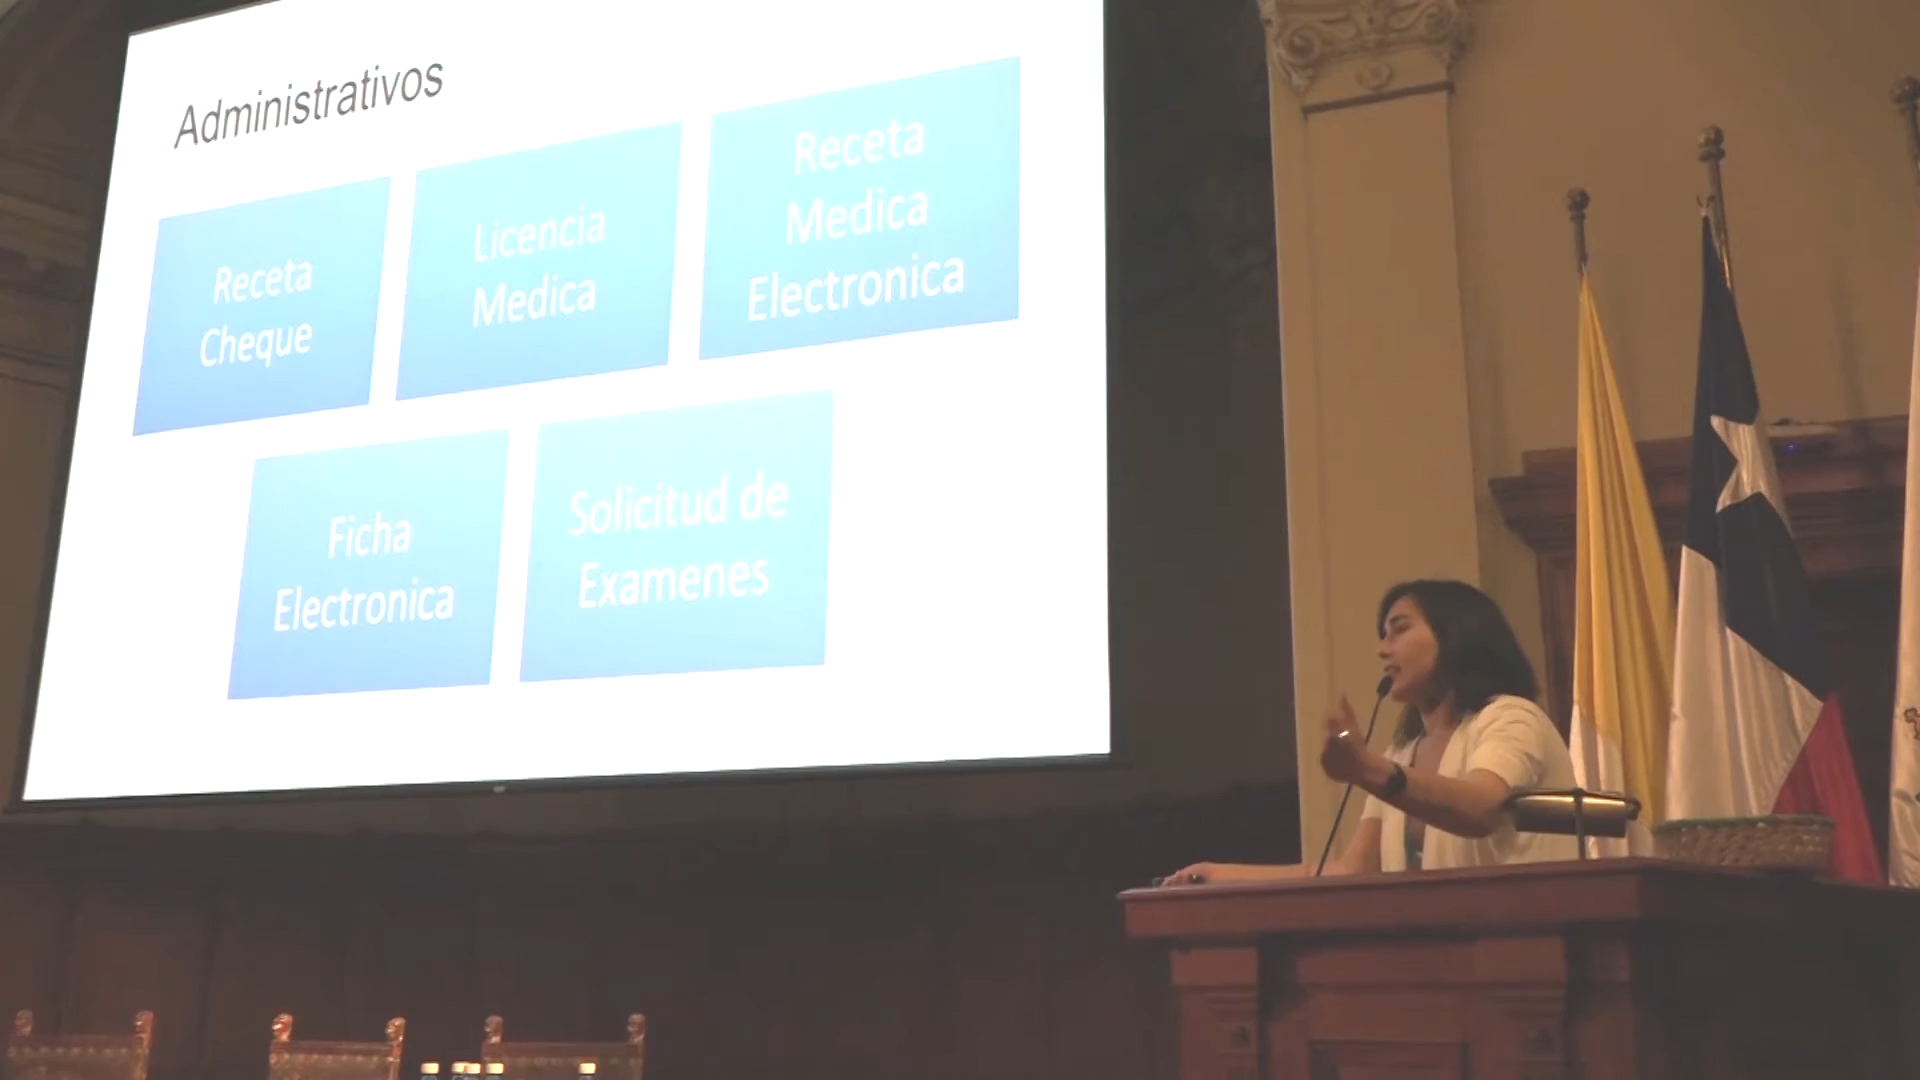 Administrativos
Receta
Cheque
Licencia
Medica
Receta
Medica
Electronica
Ficha
Electronica
Solicitud de
Examenes